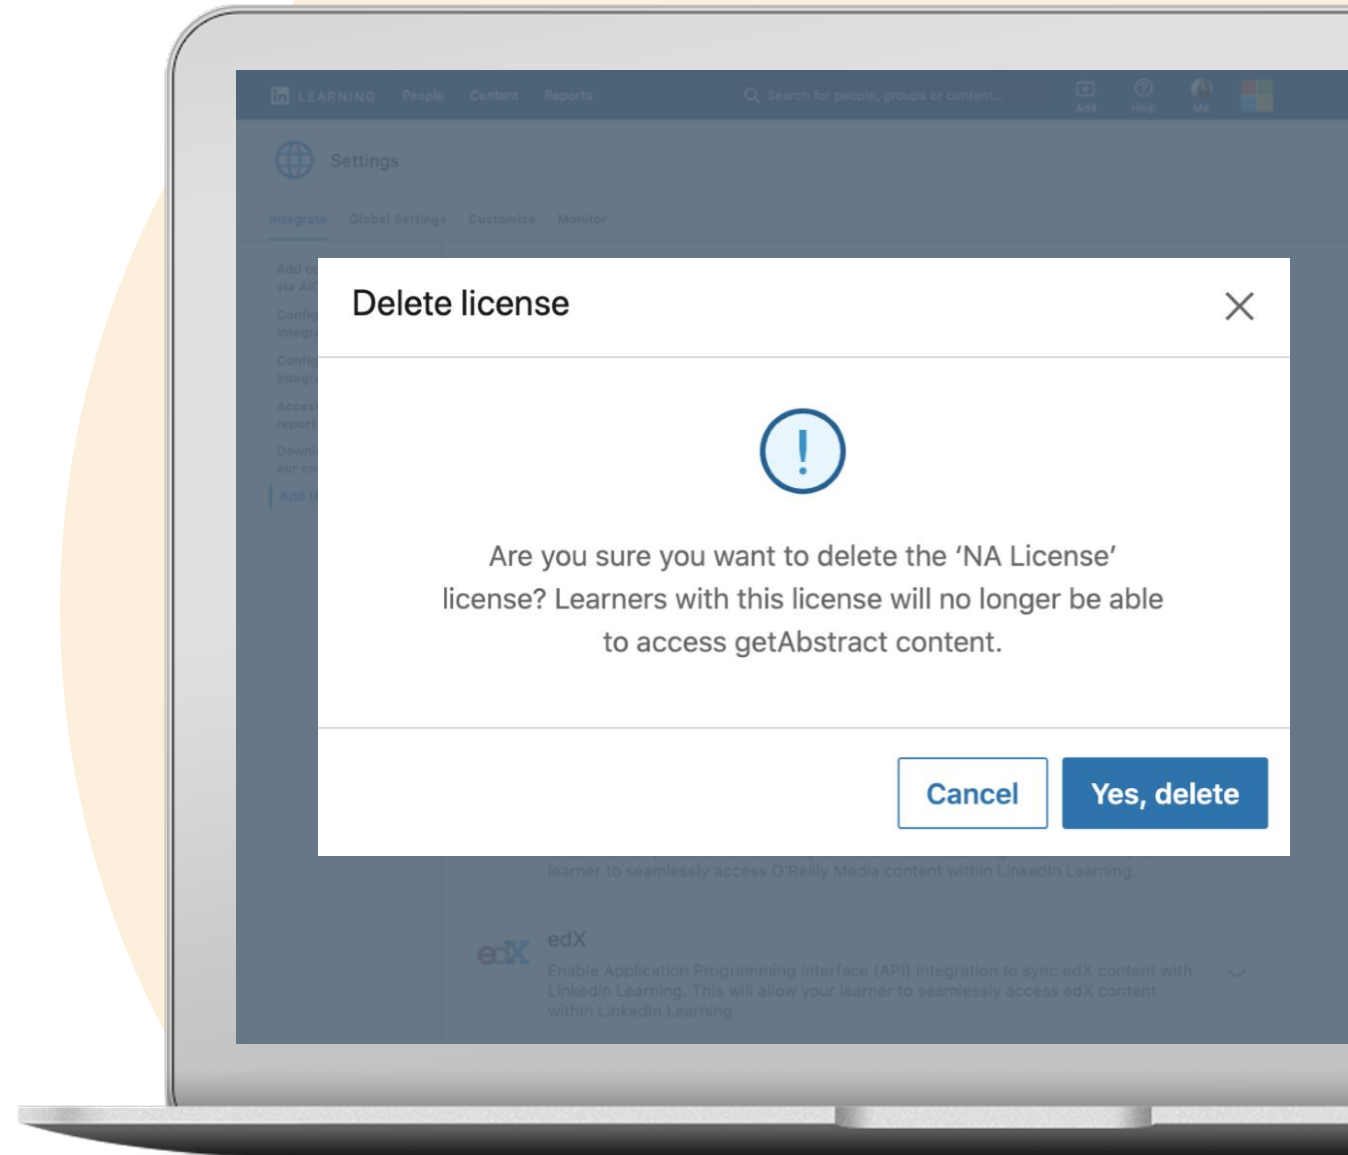 in LEARNING People Content Reports Search for people, groups or content... Add Help Me
Settings
Integrate Global Settings Customize Monitor
Add
via
Delete license
Are you sure you want to delete the ‘NA License’
license? Learners with this license will no longer be able
to access getAbstract content.
Cancel Yes, delete
learner to seamlessly access O'Reilly Media content within LinkedIn Learning.
edX edX
Enable Application Programming Interface (API) integration to sync edX content with
LinkedIn Learning. This will allow your learner to seamlessly access edX content
within LinkedIn Learning.